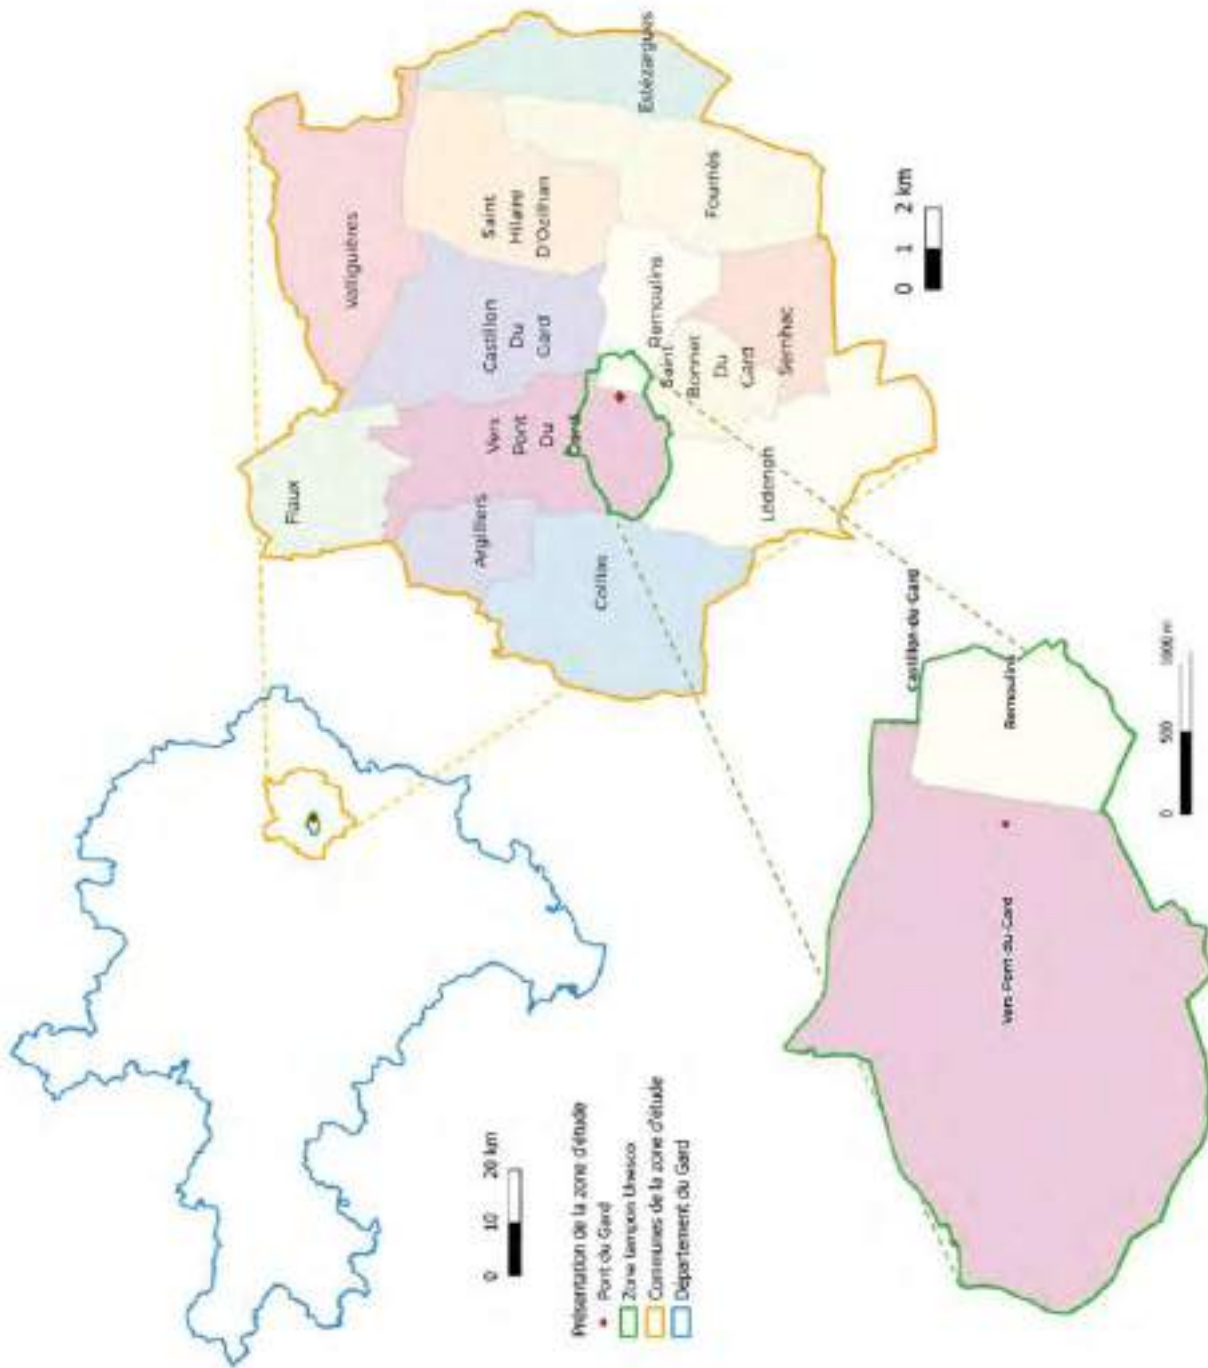 Présentation de la zone d'étude
Pont du Gard
Zone tampon Unesco
Communes de la zone d'étude
Département du Gard
0 10 20 km
Flaux
Valliguières
Argilliers
Vers
Pont
Du
Gard
Castillon
Du
Gard
Saint
Hilaire
D'Ozilhan
Estézargues
Collias
Remoulins
Fournès
Saint
Bonnet
Du
Gard
Sernhac
Lédenon
0 1 2 km
Castillon-du-Gard
Remoulins
Vers-Pont-du-Gard
0 500 1000 m